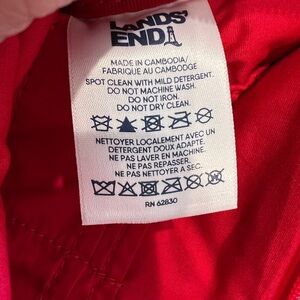 LANDS'
END
MADE IN CAMBODIA/
FABRIQUE AU CAMBODGE
SPOT CLEAN WITH MILD DETERGENT.
DO NOT MACHINE WASH.
DO NOT IRON.
DO NOT DRY CLEAN.
NETTOYER LOCALEMENT AVEC UN
DETERGENT DOUX ADAPTE.
NE PAS LAVER EN MACHINE.
NE PAS REPASSER.
NE PAS NETTOYER A SEC.
RN 62830